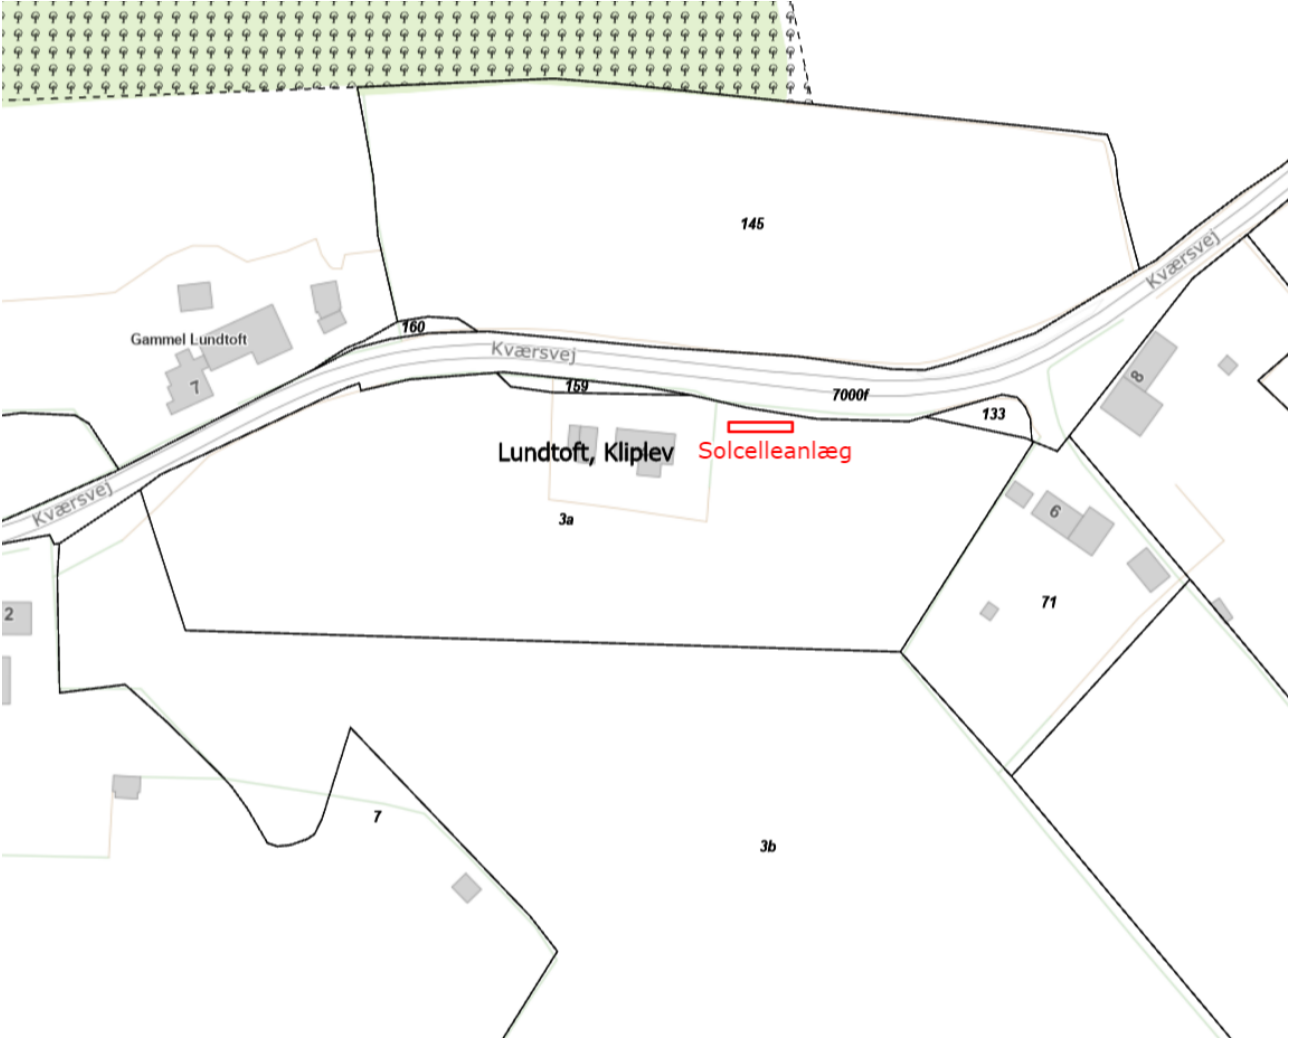 145
Kværsvej
160
Gammel Lundtoft
Kværsvej
7
159
7000f
8
133
Lundtoft, Kliplev
Solcelleanlæg
Kværsvej
3a
6
2
71
7
3b